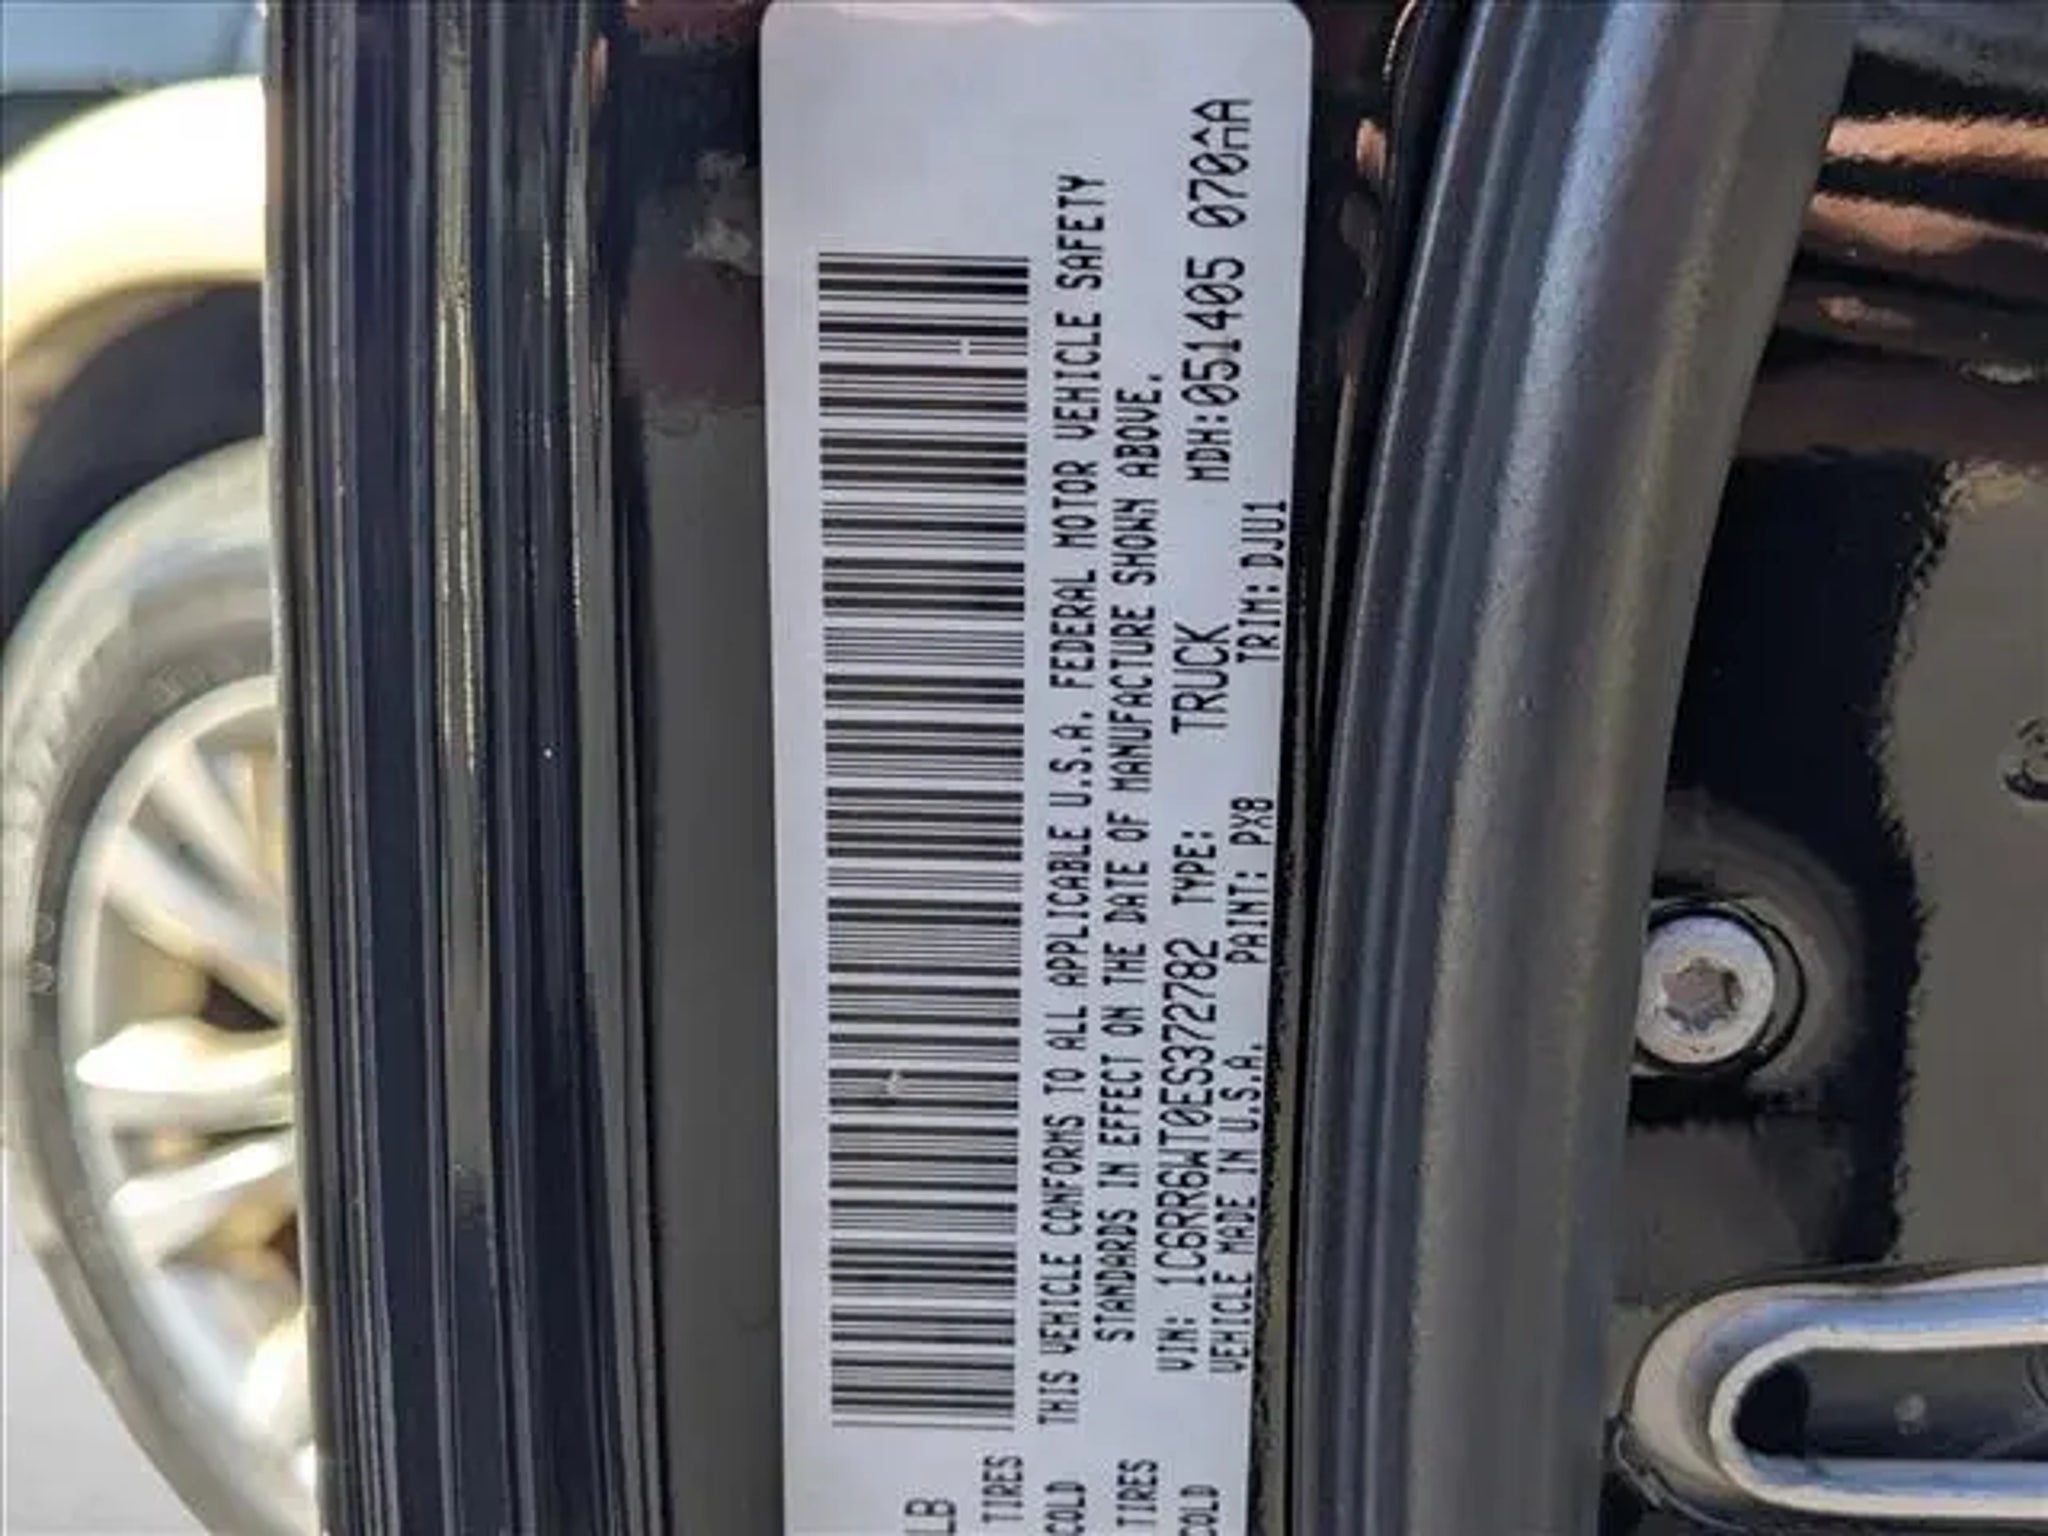 THIS VEHICLE CONFORMS TO ALL APPLICABLE U.S.A. FEDERAL MOTOR VEHICLE SAFETY
STANDARDS IN EFFECT ON THE DATE OF MANUFACTURE SHOWN ABOVE.
VIN: 1C6RR6WT0ES372782 TYPE: TRUCK MDH:051405 070AA
VEHICLE MADE IN U.S.A. PAINT: PX8 TRIM:DJU1
LB
TIRES
COLD
TIRES
COLD